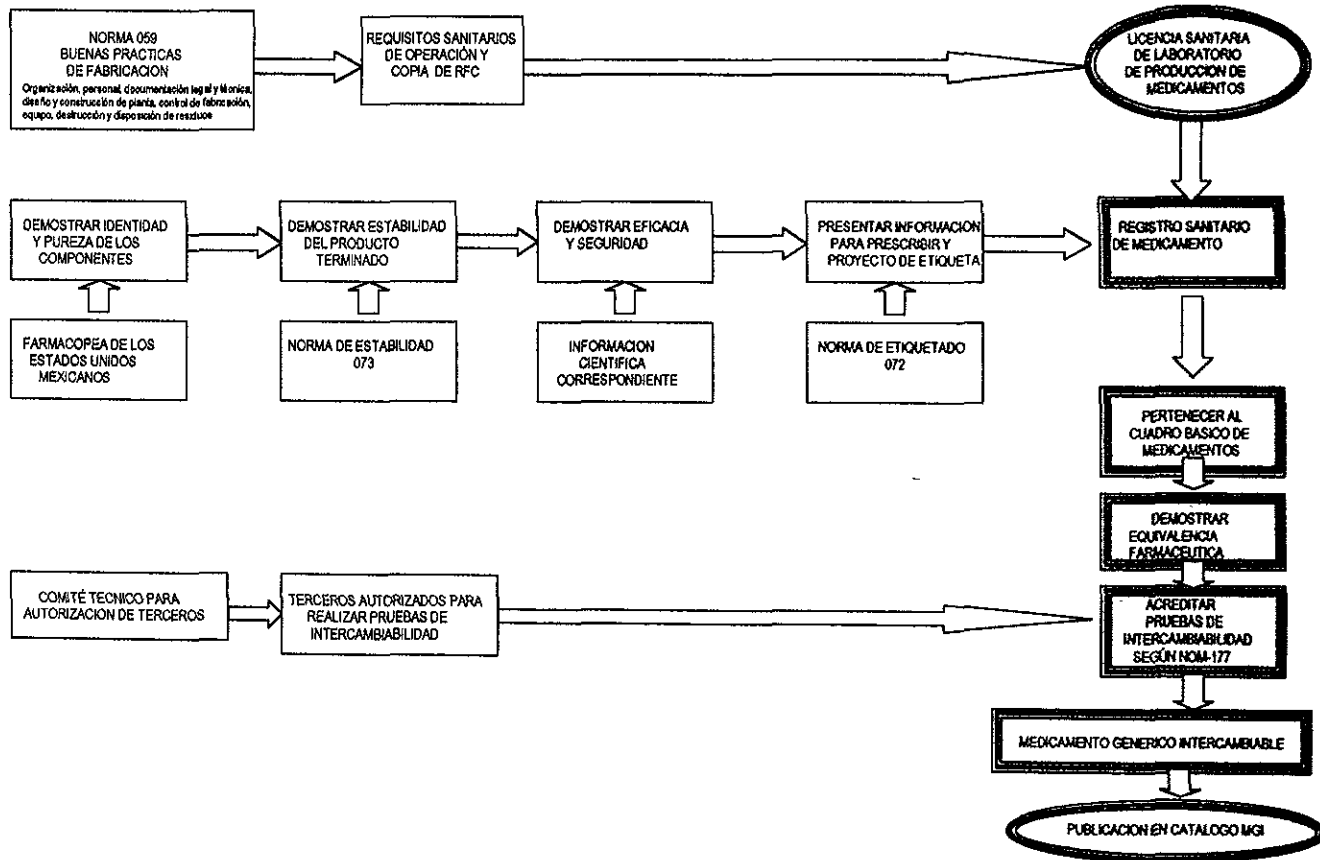 NORMA 059
BUENAS PRACTICAS
DE FABRICACION
Organización, personal, documentación legal y técnica,
diseño y construcción de planta, control de fabricación,
equipo, destrucción y disposición de residuos
REQUISITOS SANITARIOS
DE OPERACIÓN Y
COPIA DE RFC
LICENCIA SANITARIA
DE LABORATORIO
DE PRODUCCION DE
MEDICAMENTOS
DEMOSTRAR IDENTIDAD
Y PUREZA DE LOS
COMPONENTES
DEMOSTRAR ESTABILIDAD
DEL PRODUCTO
TERMINADO
DEMOSTRAR EFICACIA
Y SEGURIDAD
PRESENTAR INFORMACION
PARA PRESCRIBIR Y
PROYECTO DE ETIQUETA
REGISTRO SANITARIO
DE MEDICAMENTO
FARMACOPEA DE LOS
ESTADOS UNIDOS
MEXICANOS
NORMA DE ESTABILIDAD
073
INFORMACION
CIENTIFICA
CORRESPONDIENTE
NORMA DE ETIQUETADO
072
PERTENECER AL
CUADRO BASICO DE
MEDICAMENTOS
DEMOSTRAR
EQUIVALENCIA
FARMACEUTICA
COMITÉ TECNICO PARA
AUTORIZACION DE TERCEROS
TERCEROS AUTORIZADOS PARA
REALIZAR PRUEBAS DE
INTERCAMBIABILIDAD
ACREDITAR
PRUEBAS DE
INTERCAMBIABILIDAD
SEGÚN NOM-177
MEDICAMENTO GENERICO INTERCAMBIABLE
PUBLICACION EN CATALOGO MGI